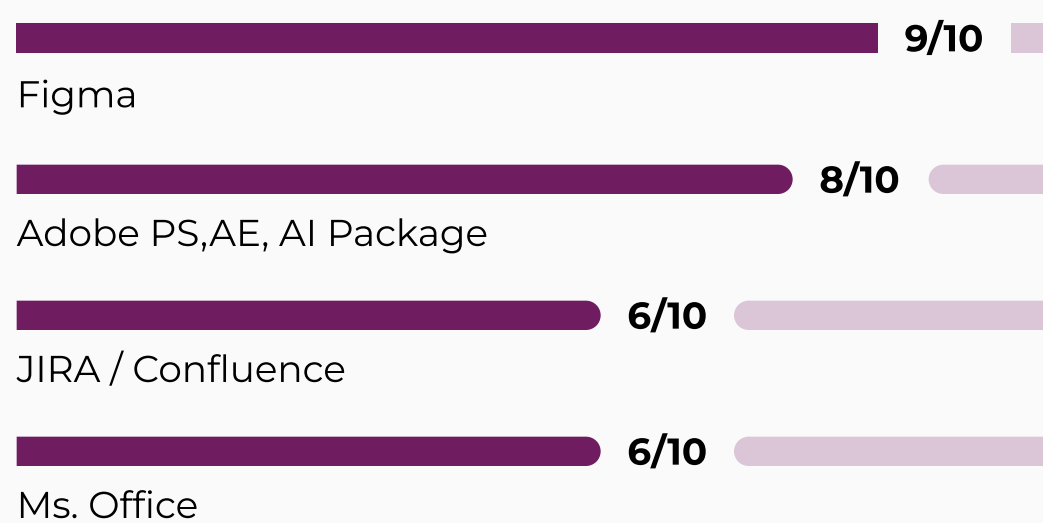 9/10
Figma
8/10
Adobe PS,AE, AI Package
6/10
JIRA / Confluence
6/10
Ms. Office